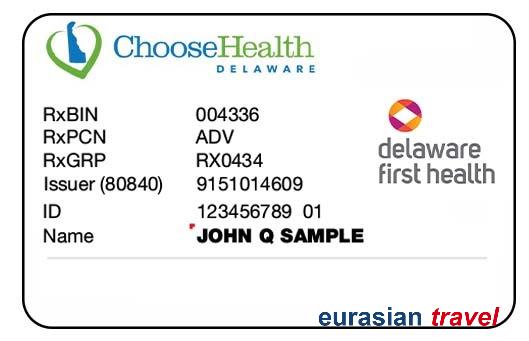 ChooseHealth
DELAWARE
RxBIN 004336
RxPCN ADV
RxGRP RX0434
Issuer (80840) 9151014609
ID 123456789 01
Name JOHN Q SAMPLE
delaware
first health
eurasian travel